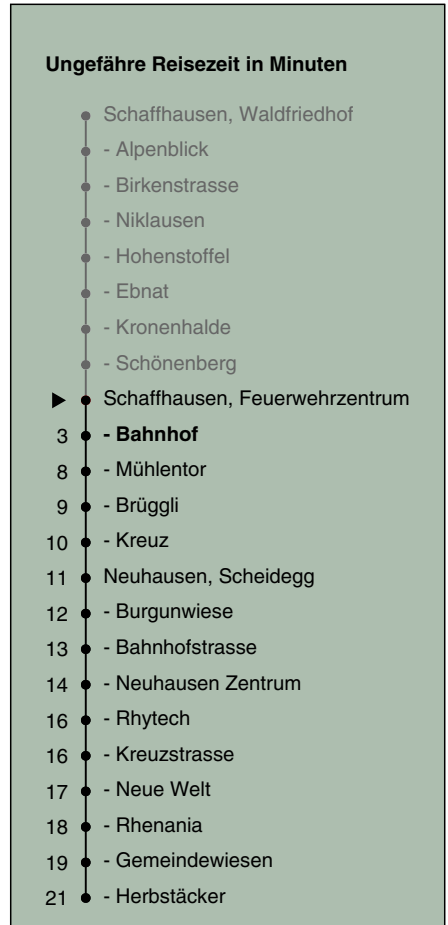 Ungefähre Reisezeit in Minuten
Schaffhausen, Waldfriedhof
- Alpenblick
- Birkenstrasse
- Niklausen
- Hohenstoffel
- Ebnat
- Kronenhalde
- Schönenberg
Schaffhausen, Feuerwehrzentrum
3 - Bahnhof
8 - Mühlentor
9 - Brüggli
10 - Kreuz
11 Neuhausen, Scheidegg
12 - Burgunwiese
13 - Bahnhofstrasse
14 - Neuhausen Zentrum
16 - Rhytech
16 - Kreuzstrasse
17 - Neue Welt
18 - Rhenania
19 - Gemeindewiesen
21 - Herbstäcker